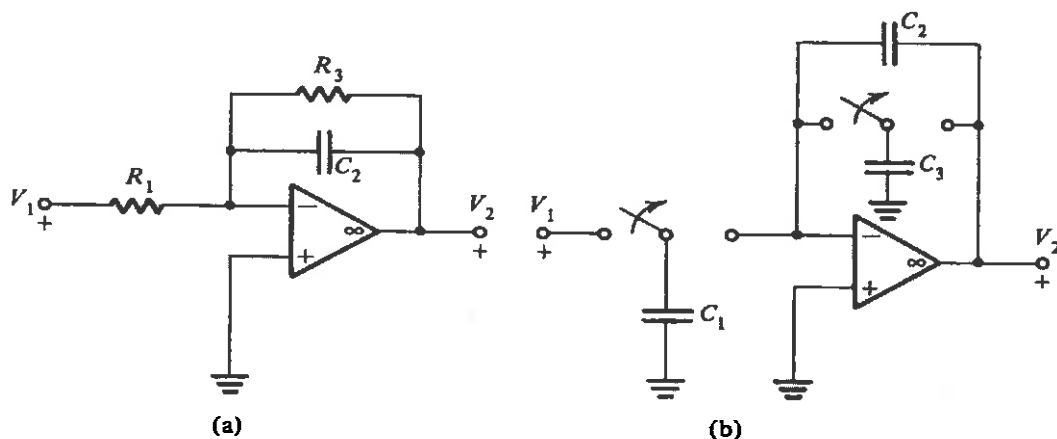 R3
C2
R1
V1
+
−
+
∞
V2
+
(a)
C2
C3
V1
+
C1
−
+
∞
V2
+
(b)